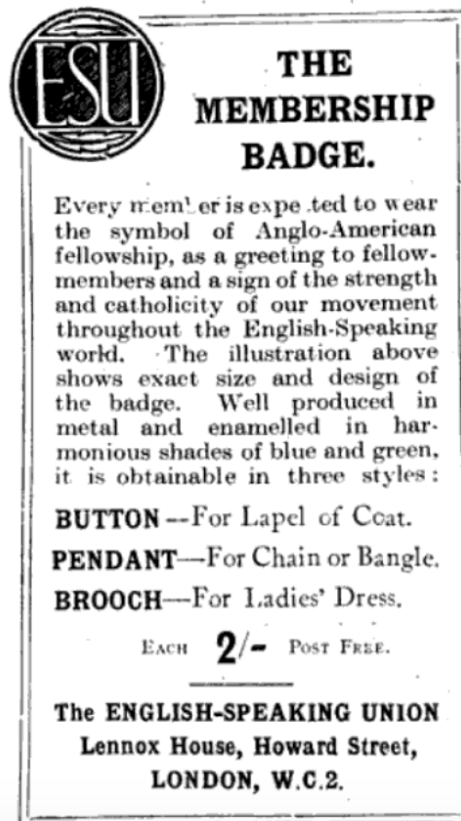 ESU
THE
MEMBERSHIP
BADGE.
Every member is expected to wear
the symbol of Anglo-American
fellowship, as a greeting to fellow-
members and a sign of the strength
and catholicity of our movement
throughout the English-Speaking
world. The illustration above
shows exact size and design of
the badge. Well produced in
metal and enamelled in har-
monious shades of blue and green,
it is obtainable in three styles:
BUTTON—For Lapel of Coat.
PENDANT—For Chain or Bangle.
BROOCH—For Ladies' Dress.
EACH 2/- POST FREE.
The ENGLISH-SPEAKING UNION
Lennox House, Howard Street,
LONDON, W.C.2.